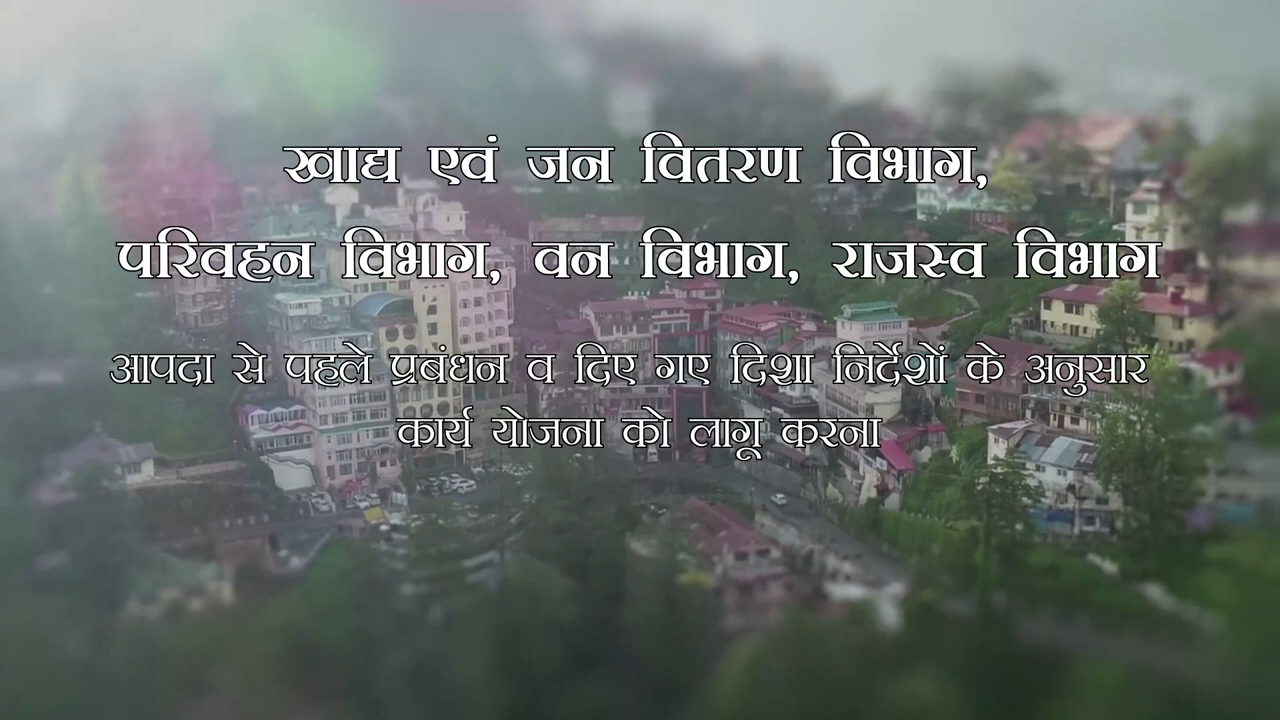 खाद्य एवं जन वितरण विभाग,
परिवहन विभाग, वन विभाग, राजस्व विभाग
आपदा से पहले प्रबंधन व दिए गए दिशा निर्देशों के अनुसार
कार्य योजना को लागू करना